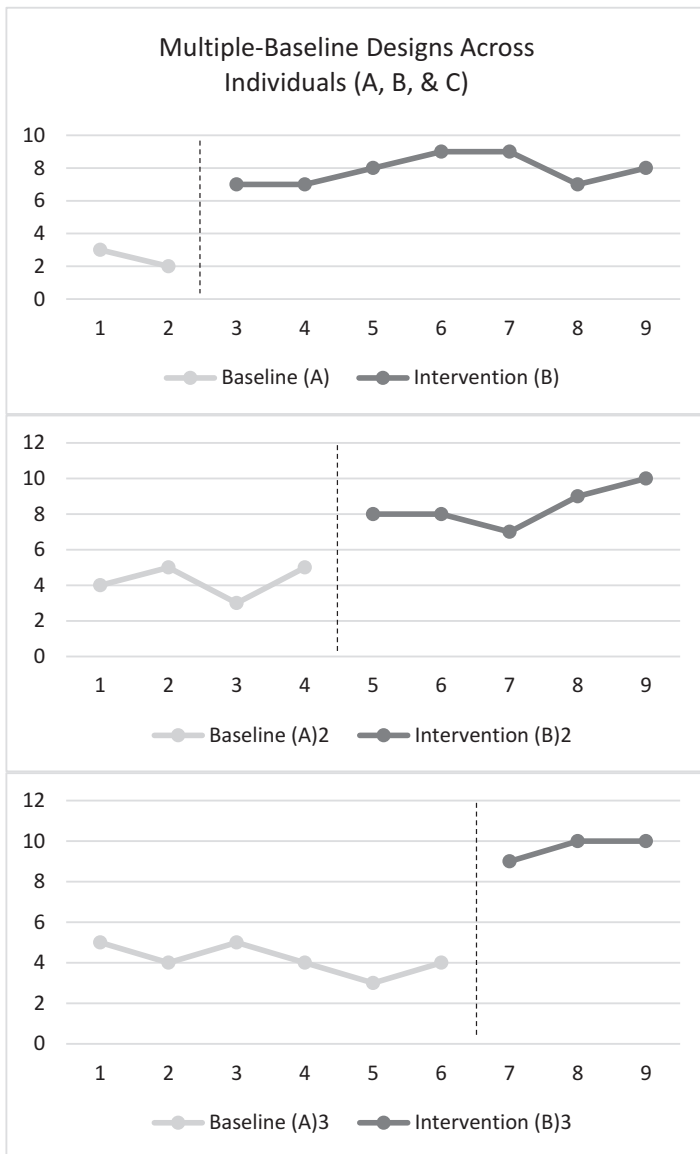 Multiple-Baseline Designs Across
Individuals (A, B, & C)
10
8
6
4
2
0
1 2 3 4 5 6 7 8 9
Baseline (A) Intervention (B)
12
10
8
6
4
2
0
1 2 3 4 5 6 7 8 9
Baseline (A)2 Intervention (B)2
12
10
8
6
4
2
0
1 2 3 4 5 6 7 8 9
Baseline (A)3 Intervention (B)3